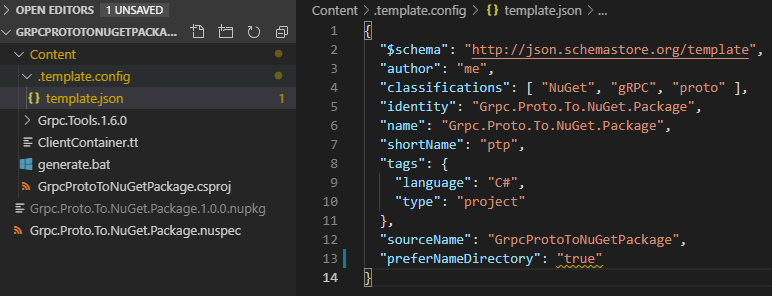 OPEN EDITORS 1 UNSAVED
GRPCPROTOTONUGETPACKA...
Content
.template.config
template.json 1
Grpc.Tools.1.6.0
ClientContainer.tt
generate.bat
GrpcProtoToNuGetPackage.csproj
Grpc.Proto.To.NuGet.Package.1.0.0.nupkg
Grpc.Proto.To.NuGet.Package.nuspec
Content > .template.config > {} template.json > ...
1 {
2 "$schema": "http://json.schemastore.org/template",
3 "author": "me",
4 "classifications": [ "NuGet", "gRPC", "proto" ],
5 "identity": "Grpc.Proto.To.NuGet.Package",
6 "name": "Grpc.Proto.To.NuGet.Package",
7 "shortName": "ptp",
8 "tags": {
9 "language": "C#",
10 "type": "project"
11 },
12 "sourceName": "GrpcProtoToNuGetPackage",
13 "preferNameDirectory": "true"
14 }